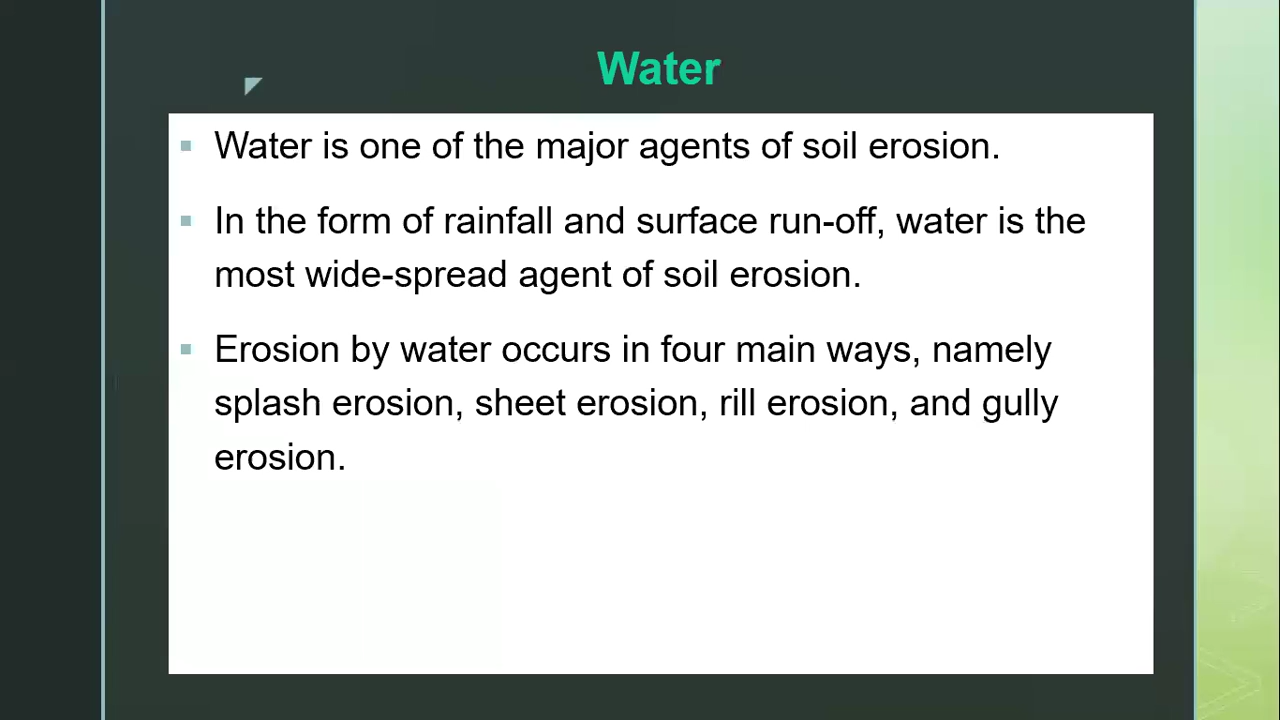 Water
Water is one of the major agents of soil erosion.
In the form of rainfall and surface run-off, water is the
most wide-spread agent of soil erosion.
Erosion by water occurs in four main ways, namely
splash erosion, sheet erosion, rill erosion, and gully
erosion.